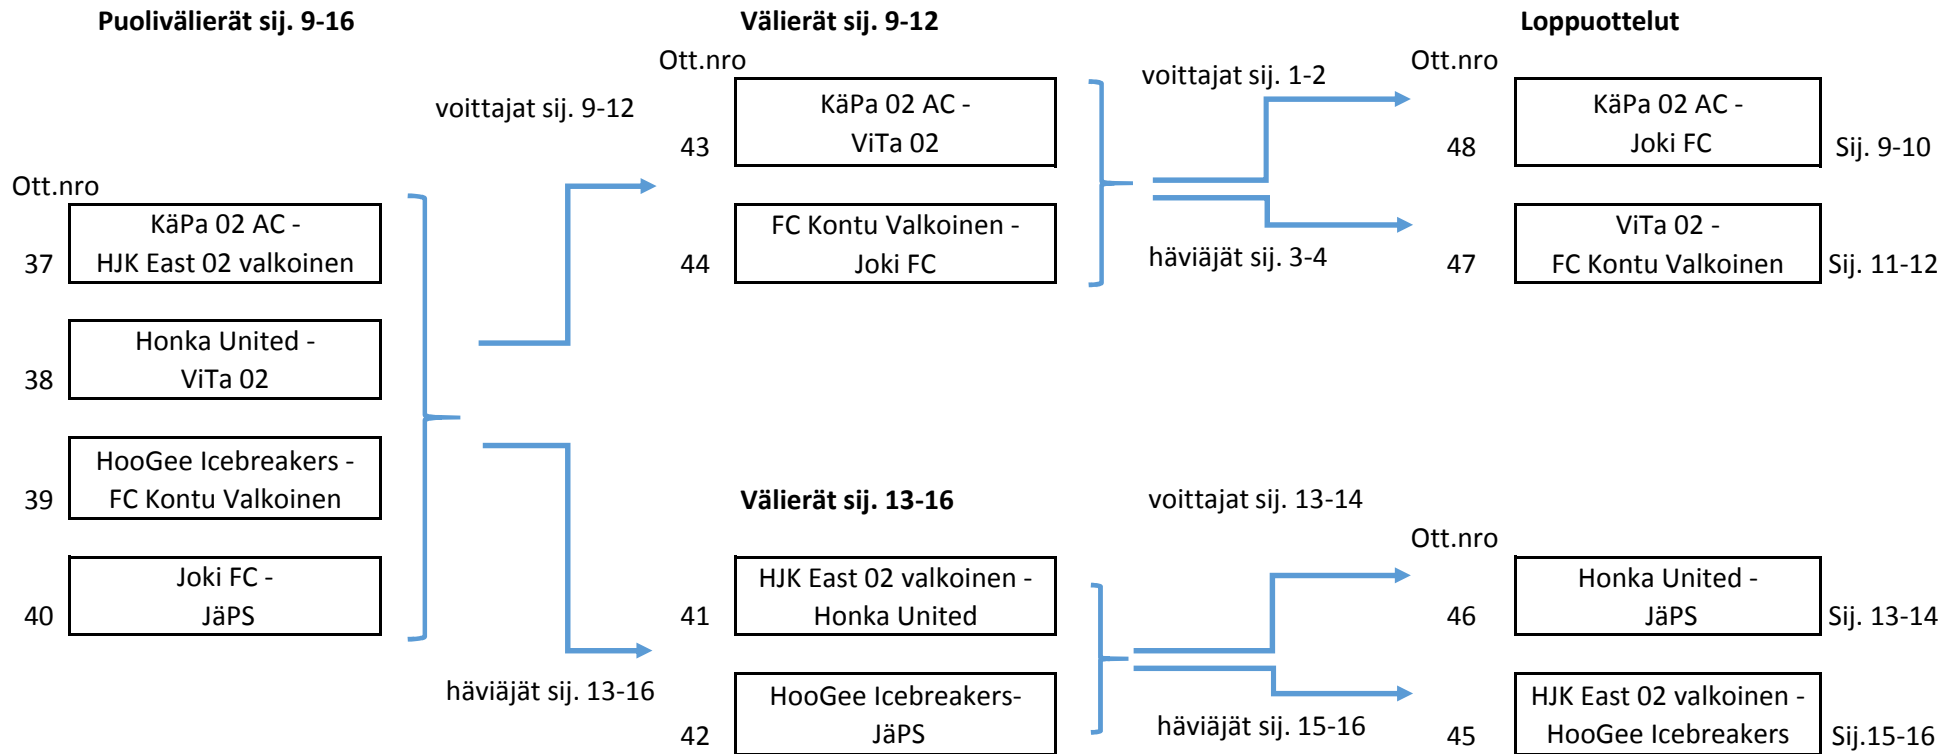 Puolivälierät sij. 9-16
Välierät sij. 9-12
Loppuottelut
Ott.nro
voittajat sij. 9-12
Ott.nro
37
KäPa 02 AC -
HJK East 02 valkoinen
38
Honka United -
ViTa 02
39
HooGee Icebreakers -
FC Kontu Valkoinen
40
Joki FC -
JäPS
häviäjät sij. 13-16
43
KäPa 02 AC -
ViTa 02
44
FC Kontu Valkoinen -
Joki FC
voittajat sij. 1-2
häviäjät sij. 3-4
Ott.nro
48
KäPa 02 AC -
Joki FC
Sij. 9-10
47
ViTa 02 -
FC Kontu Valkoinen
Sij. 11-12
Välierät sij. 13-16
41
HJK East 02 valkoinen -
Honka United
42
HooGee Icebreakers-
JäPS
voittajat sij. 13-14
häviäjät sij. 15-16
Ott.nro
46
Honka United -
JäPS
Sij. 13-14
45
HJK East 02 valkoinen -
HooGee Icebreakers
Sij.15-16